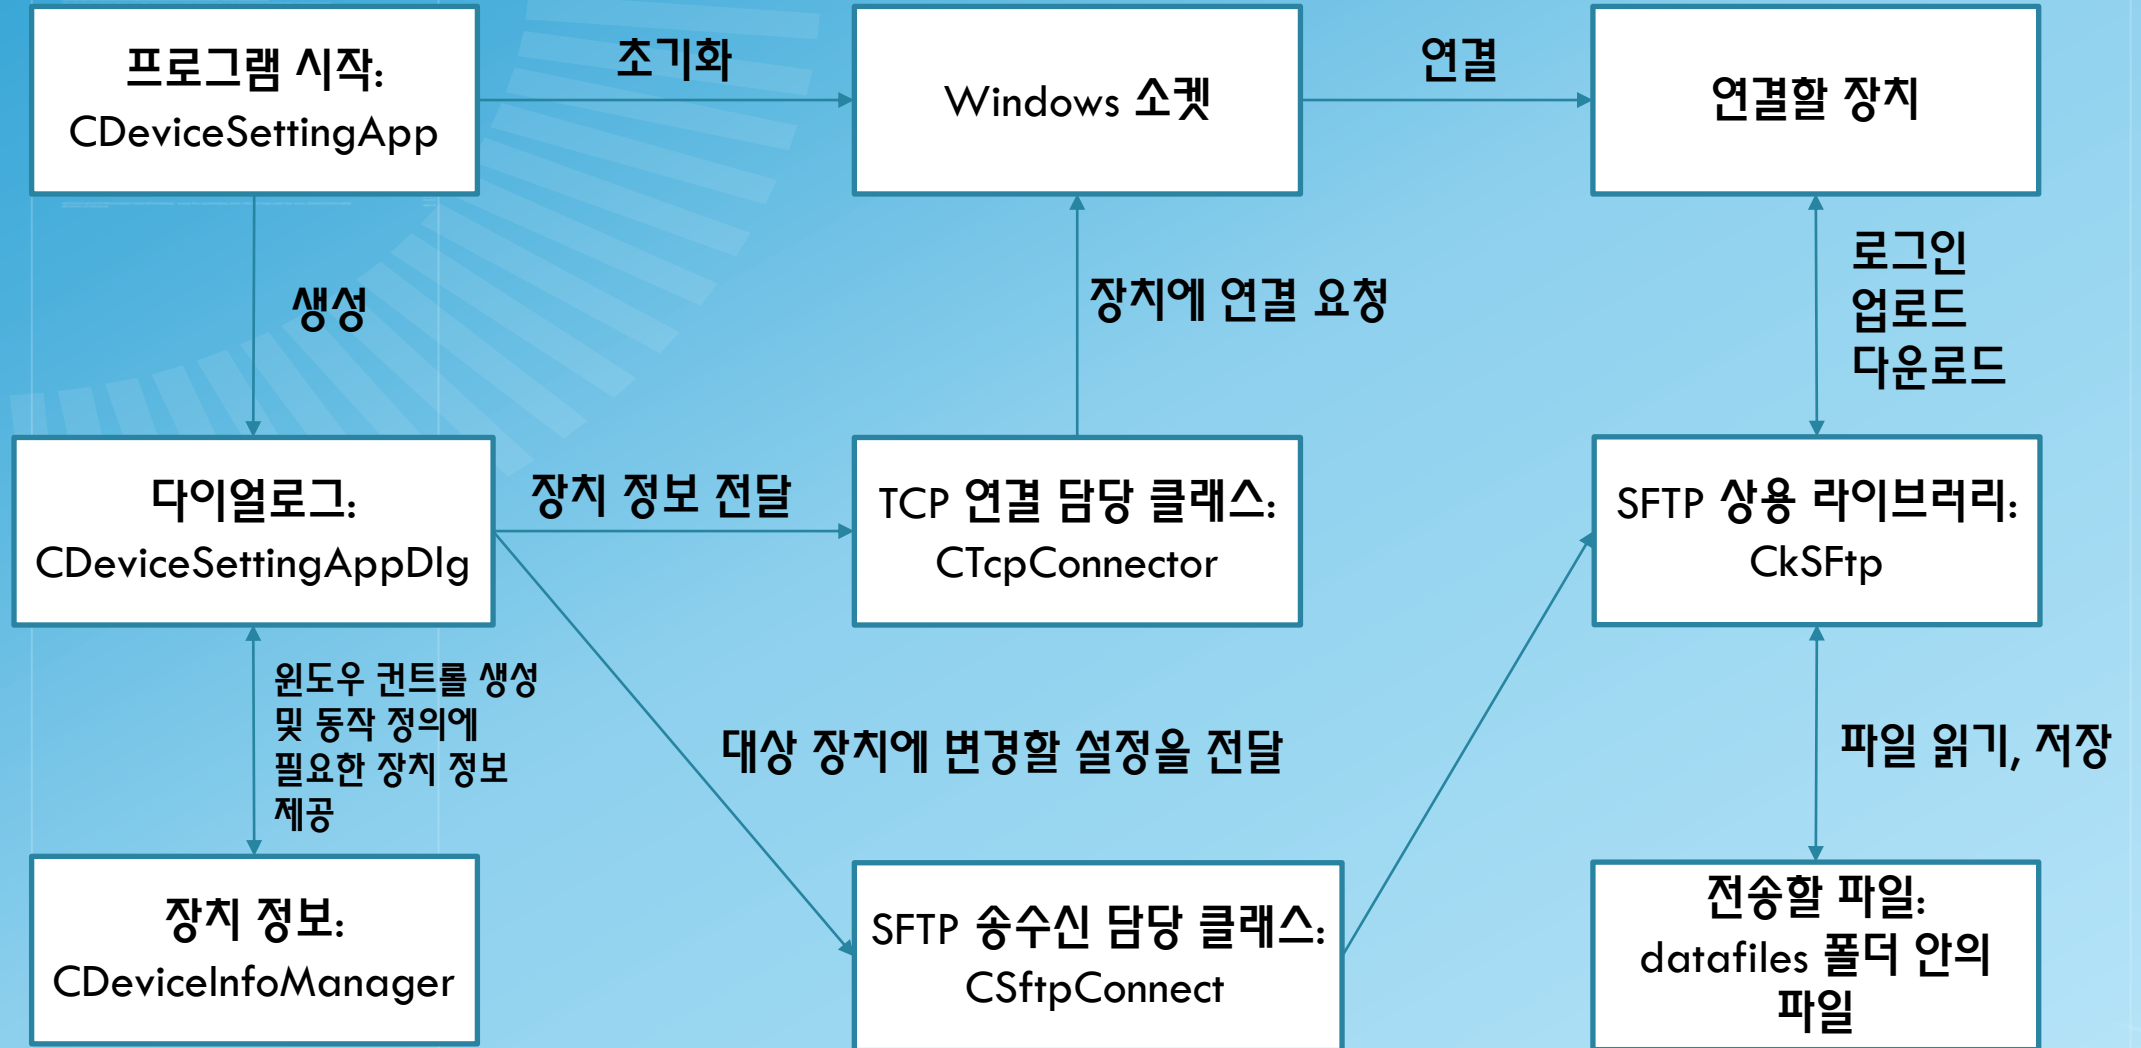 프로그램 시작:
CDeviceSettingApp
초기화
Windows 소켓
연결
연결할 장치
생성
장치에 연결 요청
로그인
업로드
다운로드
다이얼로그:
CDeviceSettingAppDlg
장치 정보 전달
TCP 연결 담당 클래스:
CTcpConnector
SFTP 상용 라이브러리:
CkSFtp
윈도우 컨트롤 생성
및 동작 정의에
필요한 장치 정보
제공
대상 장치에 변경할 설정을 전달
파일 읽기, 저장
장치 정보:
CDeviceInfoManager
SFTP 송수신 담당 클래스:
CSftpConnect
전송할 파일:
datafiles 폴더 안의
파일